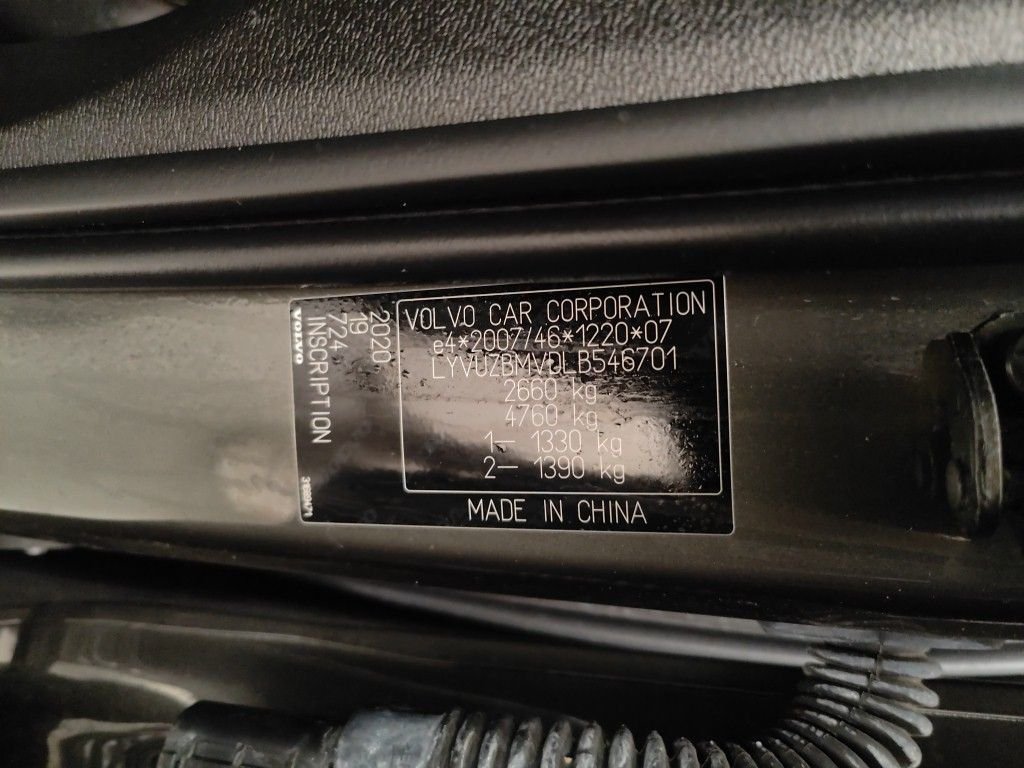 VOLVO CAR CORPORATION
e4*2007/46*1220*07
LYVUZBMVDLB546701
2660 kg
4760 kg
1— 1330 kg
2— 1390 kg
MADE IN CHINA
2020
19
724
INSCRIPTION
VOLVO